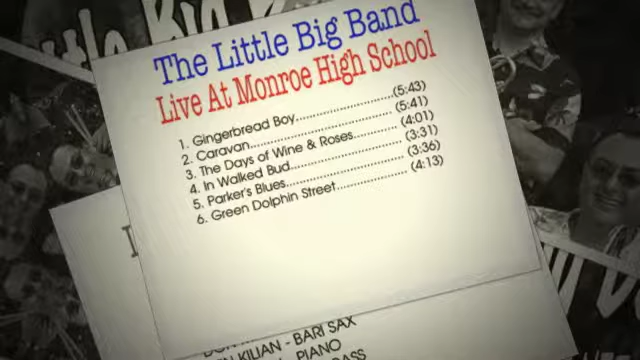 The Little Big Band
Live At Monroe High School
1. Gingerbread Boy..........................(5:43)
2. Caravan..................................... (5:41)
3. The Days of Wine & Roses......... (4:01)
4. In Walked Bud.......................... (3:31)
5. Parker's Blues............................ (3:36)
6. Green Dolphin Street................. (4:13)
KILIAN - BARI SAX
PIANO